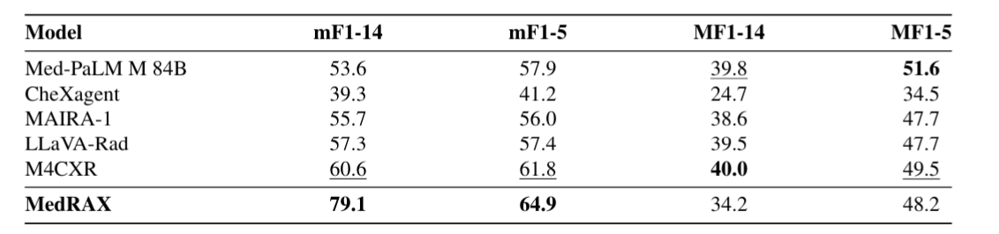 Model mF1-14 mF1-5 MF1-14 MF1-5
Med-PaLM M 84B 53.6 57.9 39.8 51.6
CheXagent 39.3 41.2 24.7 34.5
MAIRA-1 55.7 56.0 38.6 47.7
LLaVA-Rad 57.3 57.4 39.5 47.7
M4CXR 60.6 61.8 40.0 49.5
MedRAX 79.1 64.9 34.2 48.2